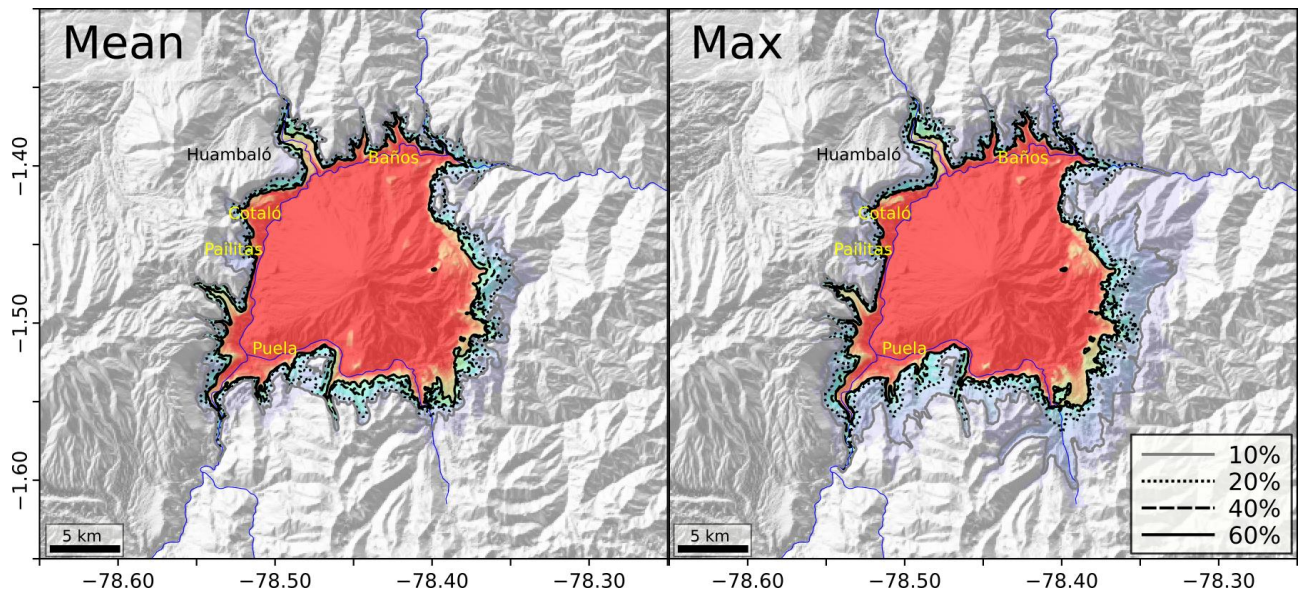 Mean
Max
−1.40
−1.50
−1.60
Huambaló
Baños
Cotaló
Pailitas
Puela
Huambaló
Baños
Cotaló
Pailitas
Puela
5 km
5 km
10%
20%
40%
60%
−78.60
−78.50
−78.40
−78.30
−78.60
−78.50
−78.40
−78.30